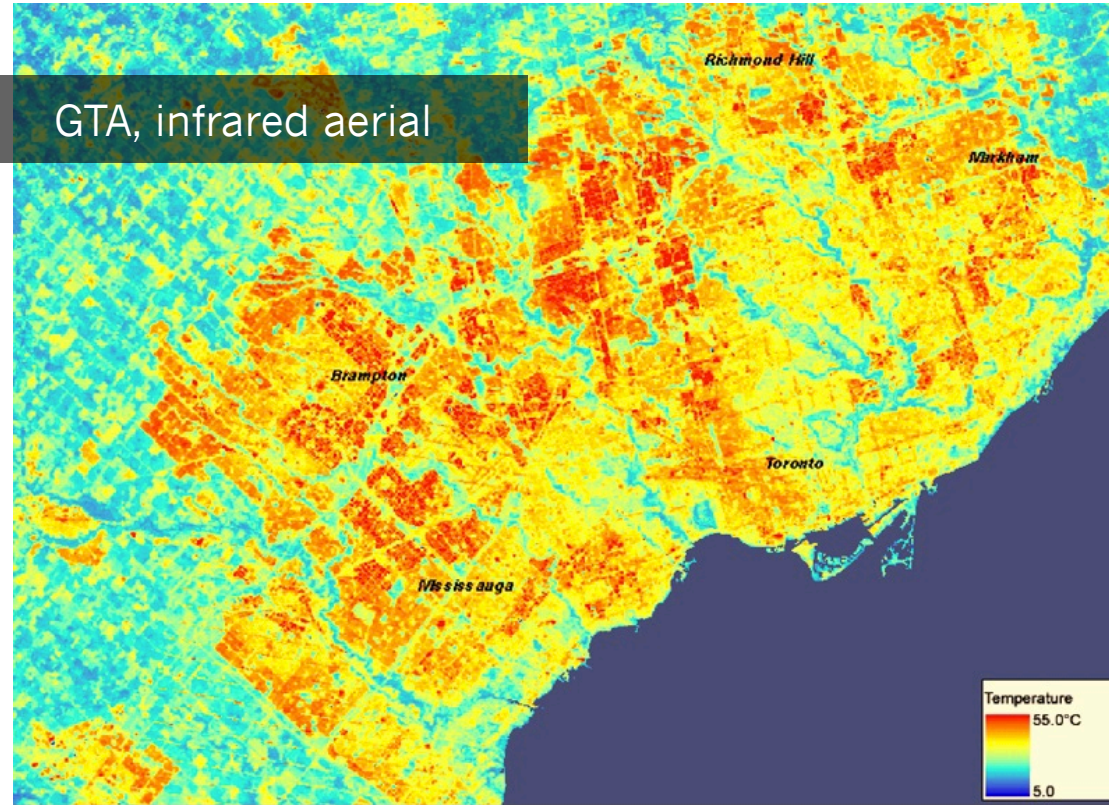 Richmond Hill
GTA, infrared aerial
Markham
Brampton
Toronto
Mississauga
Temperature
55.0°C
5.0